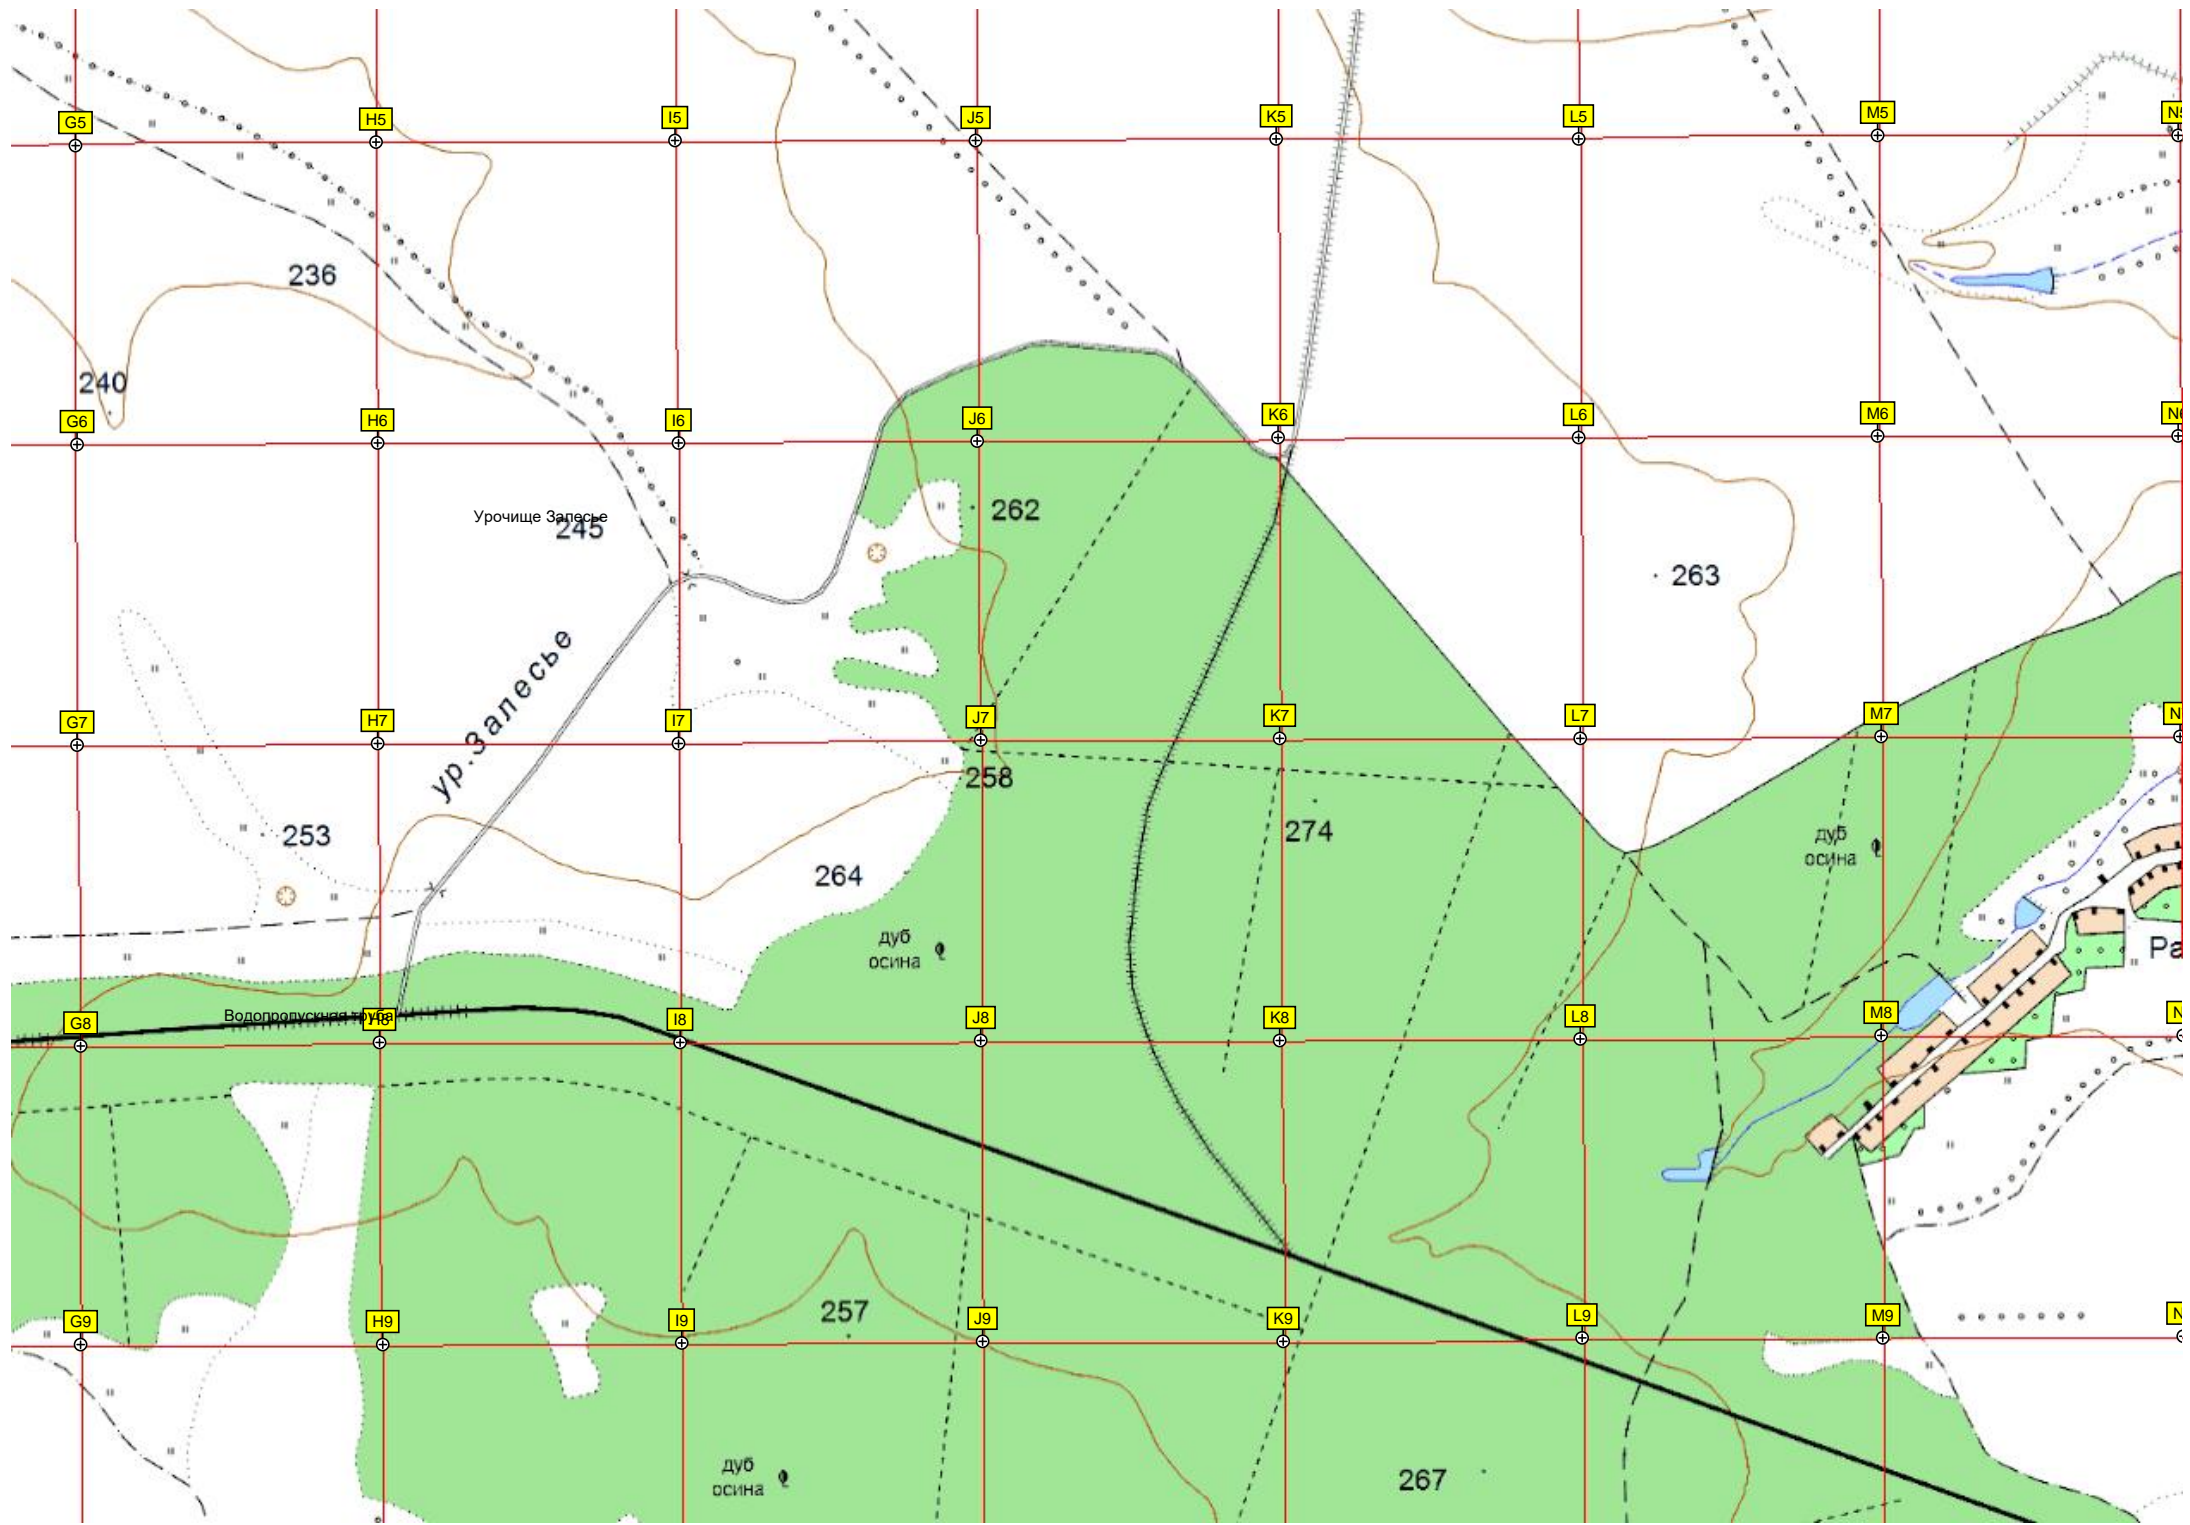 G5
H5
I5
J5
K5
L5
M5
N5
236
240
G6
H6
I6
J6
K6
L6
M6
N6
262
Урочище Залесье
245
263
ур.Залесье
G7
H7
I7
J7
K7
L7
M7
N
258
253
264
274
дуб
осина
дуб
осина
Ра
Водопропускная труба
G8
H8
I8
J8
K8
L8
M8
N
257
G9
H9
I9
J9
K9
L9
M9
N
дуб
осина
267